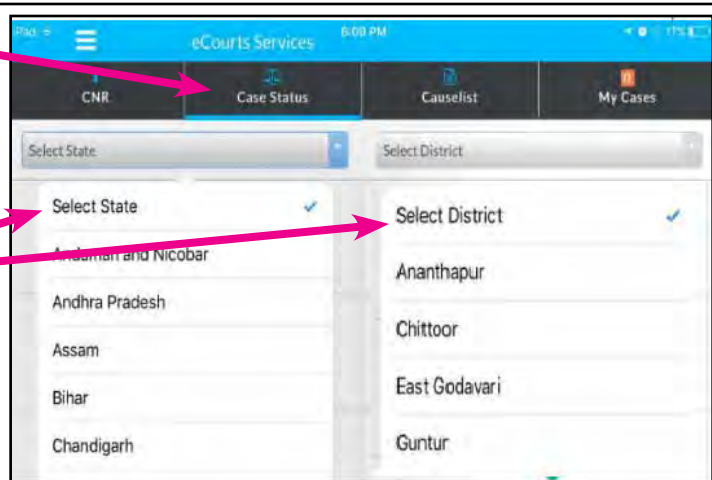 iPad
eCourts Services
6:00 PM
CNR
Case Status
Causelist
My Cases
Select State
Select District
Select State
Andaman and Nicobar
Andhra Pradesh
Assam
Bihar
Chandigarh
Select District
Ananthapur
Chittoor
East Godavari
Guntur